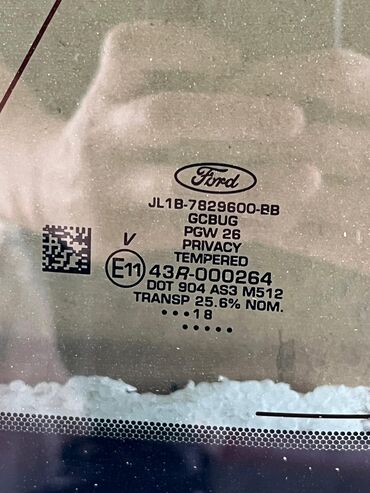 Ford
JL1B-7829600-BB
GCBUG
PGW 26
PRIVACY
TEMPERED
V
E11 43R-000264
DOT 904 AS3 M512
TRANSP 25.6% NOM.
•••18
•••••